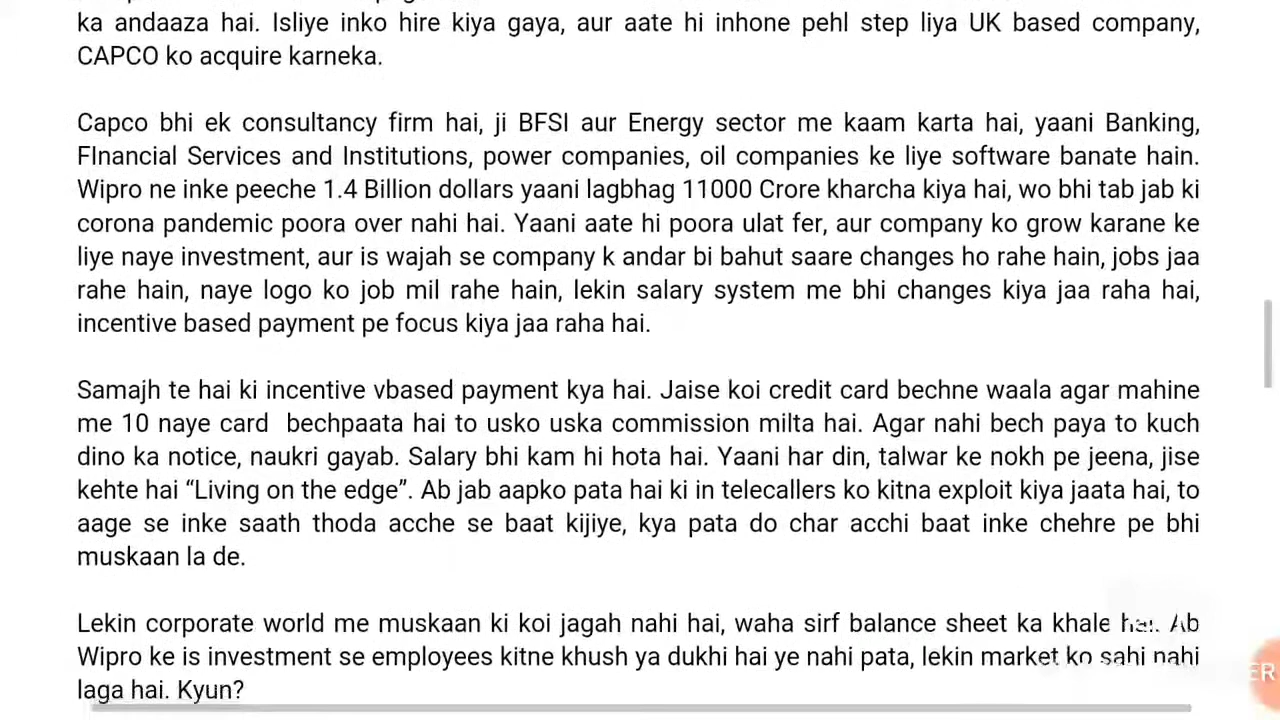 ka andaaza hai. Isliye inko hire kiya gaya, aur aate hi inhone pehl step liya UK based company,
CAPCO ko acquire karneka.
Capco bhi ek consultancy firm hai, ji BFSI aur Energy sector me kaam karta hai, yaani Banking,
FInancial Services and Institutions, power companies, oil companies ke liye software banate hain.
Wipro ne inke peeche 1.4 Billion dollars yaani lagbhag 11000 Crore kharcha kiya hai, wo bhi tab jab ki
corona pandemic poora over nahi hai. Yaani aate hi poora ulat fer, aur company ko grow karane ke
liye naye investment, aur is wajah se company k andar bi bahut saare changes ho rahe hain, jobs jaa
rahe hain, naye logo ko job mil rahe hain, lekin salary system me bhi changes kiya jaa raha hai,
incentive based payment pe focus kiya jaa raha hai.
Samajh te hai ki incentive vbased payment kya hai. Jaise koi credit card bechne waala agar mahine
me 10 naye card bechpaata hai to usko uska commission milta hai. Agar nahi bech paya to kuch
dino ka notice, naukri gayab. Salary bhi kam hi hota hai. Yaani har din, talwar ke nokh pe jeena, jise
kehte hai “Living on the edge”. Ab jab aapko pata hai ki in telecallers ko kitna exploit kiya jaata hai, to
aage se inke saath thoda acche se baat kijiye, kya pata do char acchi baat inke chehre pe bhi
muskaan la de.
Lekin corporate world me muskaan ki koi jagah nahi hai, waha sirf balance sheet ka khale hai. Ab
Wipro ke is investment se employees kitne khush ya dukhi hai ye nahi pata, lekin market ko sahi nahi
ER
laga hai. Kyun?